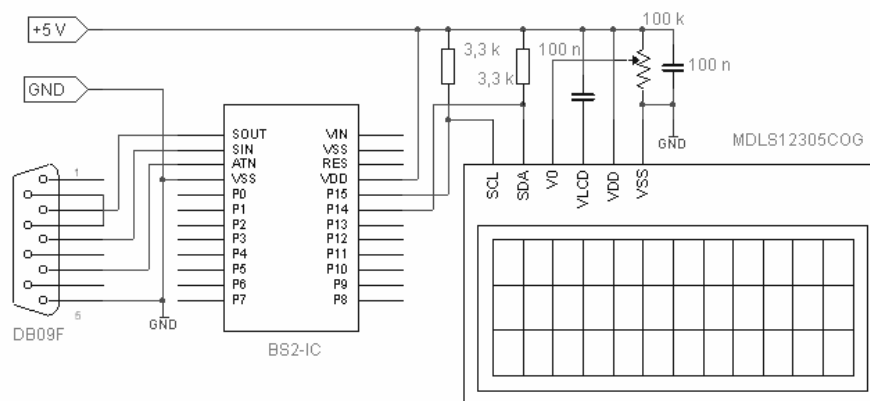 +5 V
GND
3,3 k
3,3 k
100 n
100 k
100 n
GND
MDLS12305COG
SCL
SDA
V0
VLCD
VDD
VSS
SOUT
SIN
ATN
VSS
P0
P1
P2
P3
P4
P5
P6
P7
VIN
VSS
RES
VDD
P15
P14
P13
P12
P11
P10
P9
P8
BS2-IC
1
5
DB09F
GND